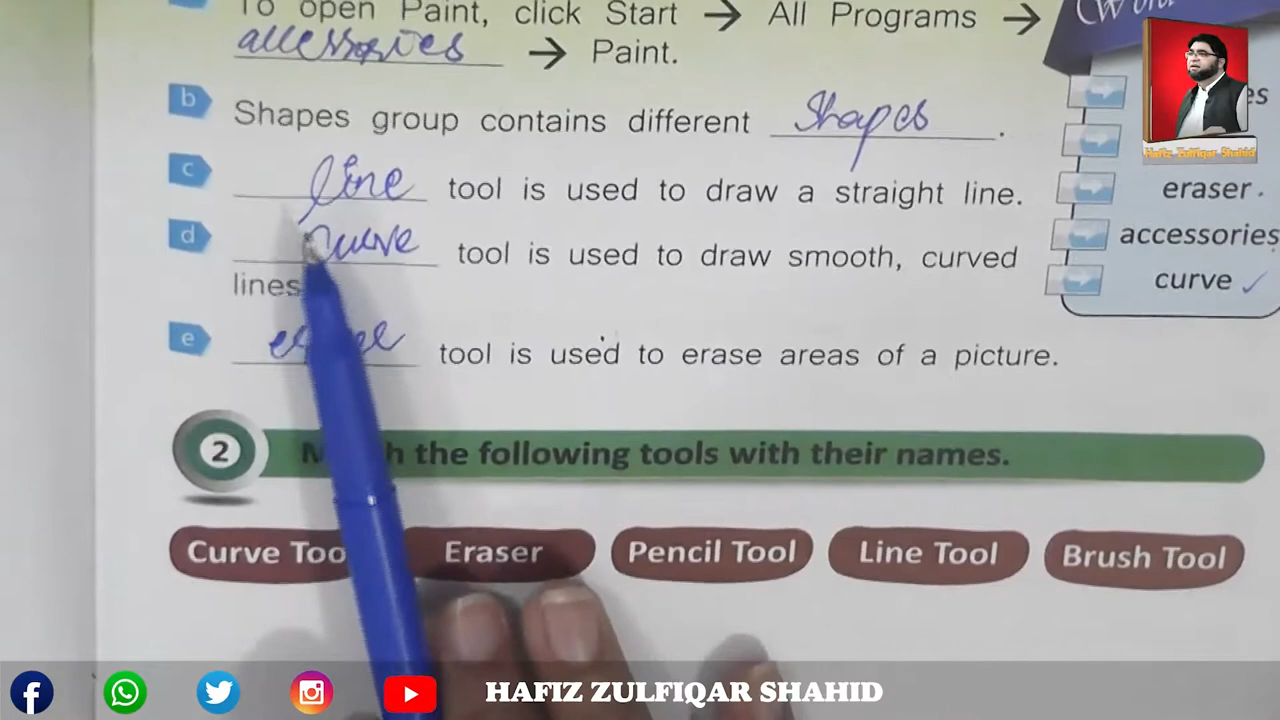 To open Paint, click Start → All Programs →
accessories → Paint.
b Shapes group contains different Shapes.
c line tool is used to draw a straight line.
d curve tool is used to draw smooth, curved
lines
e tool is used to erase areas of a picture.
eraser
accessories
curve ✓
Hafiz Zulfiqar Shahid
2 the following tools with their names.
Curve Eraser Pencil Tool Line Tool Brush Tool
HAFIZ ZULFIQAR SHAHID